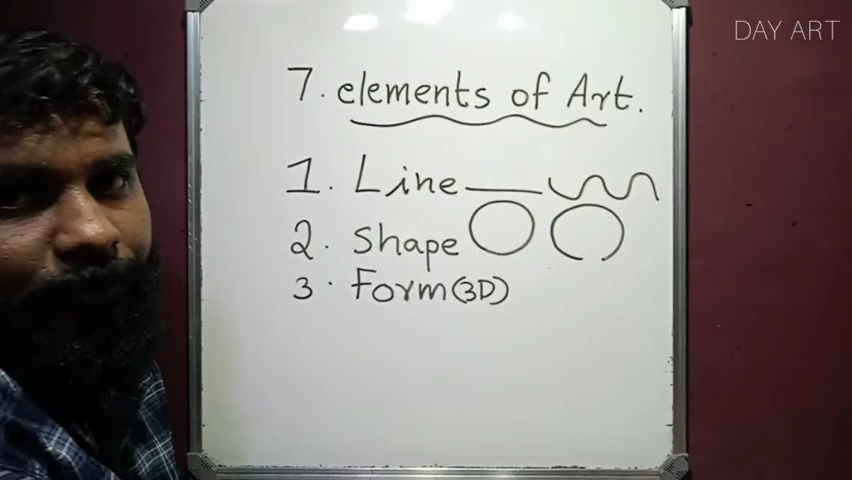 DAY ART
7. elements of Art.
1. Line
2. Shape
3. Form (3D)